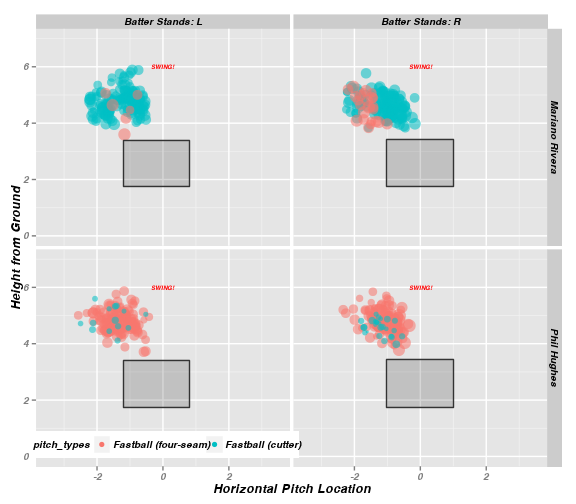 Batter Stands: L Batter Stands: R
6 SWING! SWING!
4
2
0
Mariano Rivera
Height from Ground
6 SWING! SWING!
4
2
0
Phil Hughes
pitch_types Fastball (four-seam) Fastball (cutter)
-2 0 2 -2 0 2
Horizontal Pitch Location